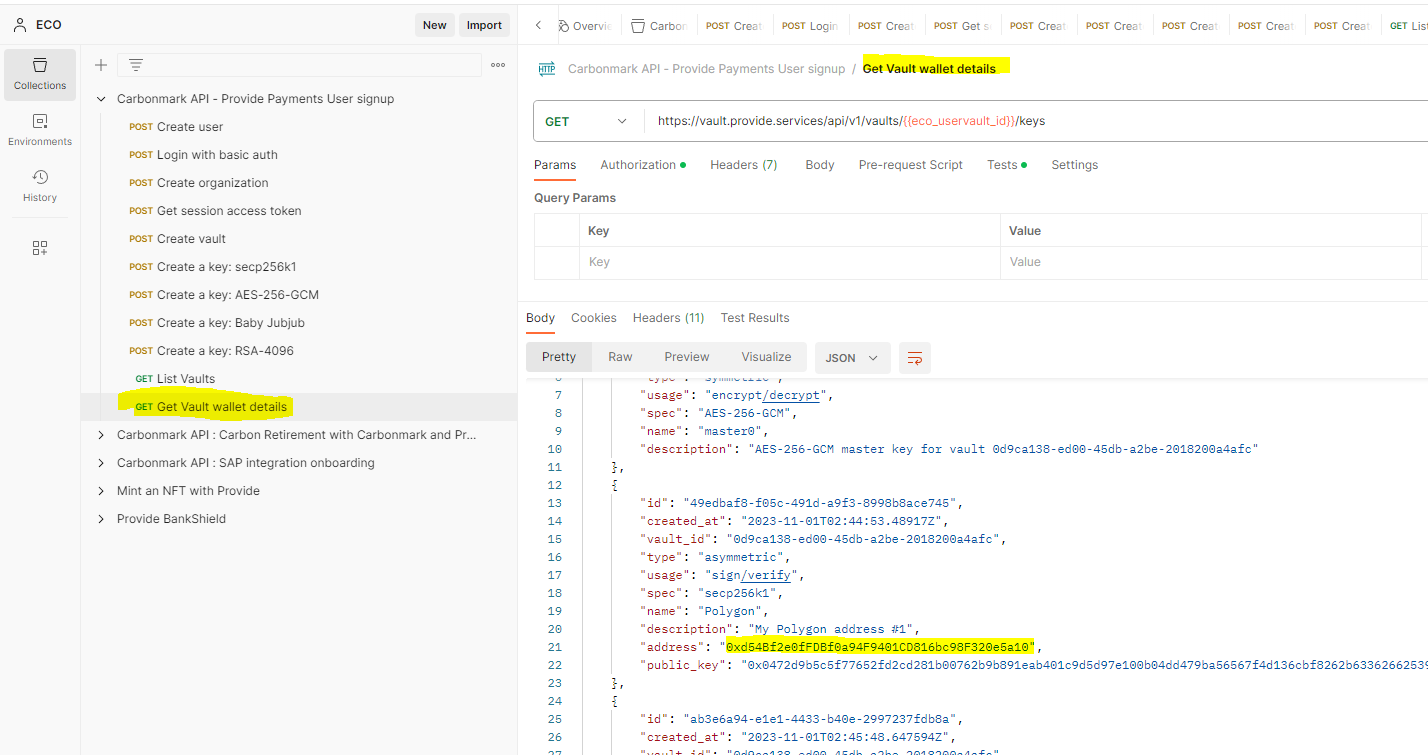 ECO
New
Import
Overvie
Carbon
POST Creat
POST Login
POST Creat
POST Get s
POST Creat
POST Creat
POST Creat
POST Creat
POST Creat
GET List
Collections
Environments
History
Carbonmark API - Provide Payments User signup
POST Create user
POST Login with basic auth
POST Create organization
POST Get session access token
POST Create vault
POST Create a key: secp256k1
POST Create a key: AES-256-GCM
POST Create a key: Baby Jubjub
POST Create a key: RSA-4096
GET List Vaults
GET Get Vault wallet details
Carbonmark API : Carbon Retirement with Carbonmark and Pr...
Carbonmark API : SAP integration onboarding
Mint an NFT with Provide
Provide BankShield
HTTP Carbonmark API - Provide Payments User signup / Get Vault wallet details
GET https://vault.provide.services/api/v1/vaults/{{eco_uservault_id}}/keys
Params Authorization Headers (7) Body Pre-request Script Tests Settings
Query Params
Key Value
Key Value
Body Cookies Headers (11) Test Results
Pretty Raw Preview Visualize JSON
6 "type": "symmetric",
7 "usage": "encrypt/decrypt",
8 "spec": "AES-256-GCM",
9 "name": "master0",
10 "description": "AES-256-GCM master key for vault 0d9ca138-ed00-45db-a2be-2018200a4afc"
11 },
12 {
13 "id": "49edbaf8-f05c-491d-a9f3-8998b8ace745",
14 "created_at": "2023-11-01T02:44:53.48917Z",
15 "vault_id": "0d9ca138-ed00-45db-a2be-2018200a4afc",
16 "type": "asymmetric",
17 "usage": "sign/verify",
18 "spec": "secp256k1",
19 "name": "Polygon",
20 "description": "My Polygon address #1",
21 "address": "0xd54Bf2e0fFDBf0a94F9401CD816bc98F320e5a10",
22 "public_key": "0x0472d9b5c5f77652fd2cd281b00762b9b891eab401c9d5d97e100b04dd479ba56567f4d136cbf8262b63362662539
23 },
24 {
25 "id": "ab3e6a94-e1e1-4433-b40e-2997237fdb8a",
26 "created_at": "2023-11-01T02:45:48.647594Z",
27 "vault_id": "0d9ca138-ed00-45db-a2be-2018200a4afc",